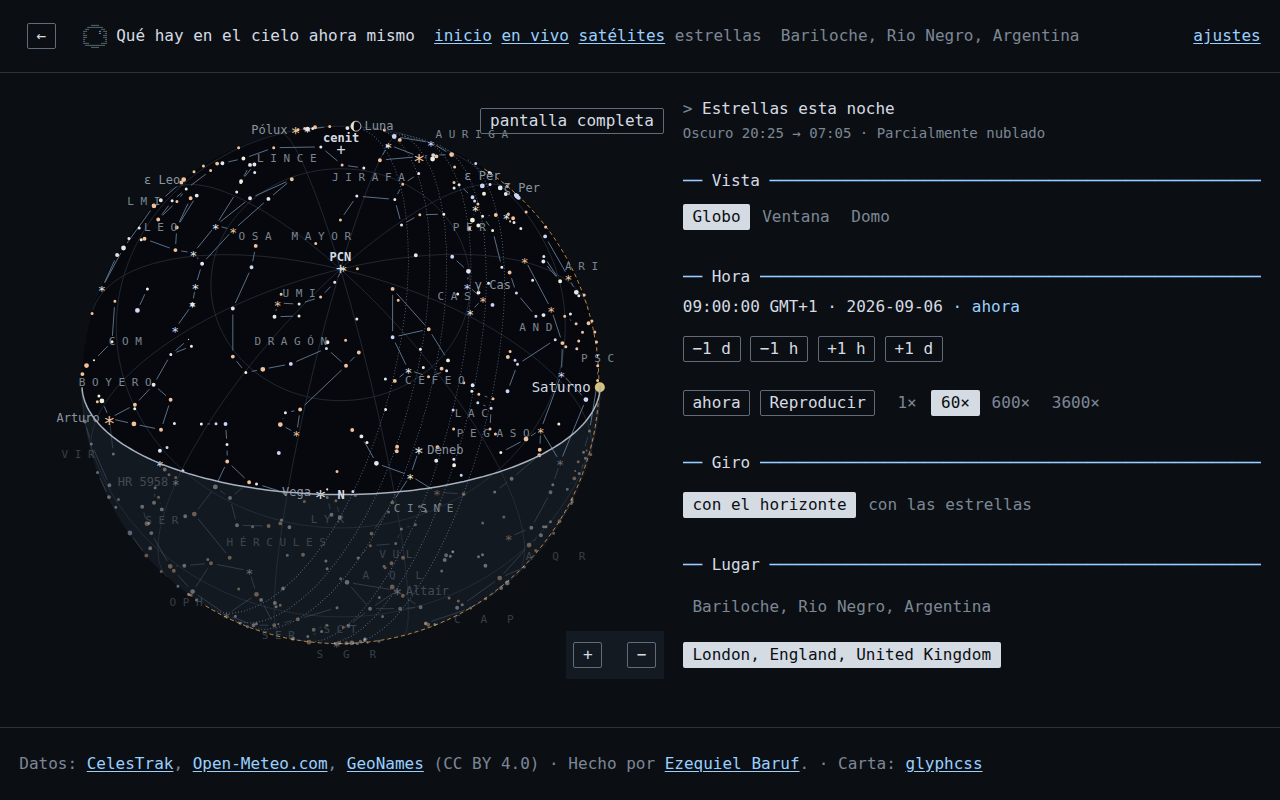 ← Qué hay en el cielo ahora mismo inicio en vivo satélites estrellas Bariloche, Rio Negro, Argentina ajustes
pantalla completa
Pólux
Luna
cenit
AURIGA
LINCE
JIRAFA
ε Leo
ε Per
ζ Per
LMI
LEO
OSA MAYOR
PER
PCN
ARI
UMI
γ Cas
CAS
COM
DRAGÓN
AND
PSC
BOYERO
CEFEO
Saturno
Arturo
LAC
PEGASO
VIR
Deneb
HR 5958
Vega
N
CISNE
SER
LYR
HÉRCULES
VUL
AQR
AQL
Altair
OPH
CAP
SCT
SER
SGR
+ −
> Estrellas esta noche
Oscuro 20:25 → 07:05 · Parcialmente nublado
Vista
Globo Ventana Domo
Hora
09:00:00 GMT+1 · 2026-09-06 · ahora
−1 d −1 h +1 h +1 d
ahora Reproducir 1× 60× 600× 3600×
Giro
con el horizonte con las estrellas
Lugar
Bariloche, Rio Negro, Argentina
London, England, United Kingdom
Datos: CelesTrak, Open-Meteo.com, GeoNames (CC BY 4.0) · Hecho por Ezequiel Baruf. · Carta: glyphcss